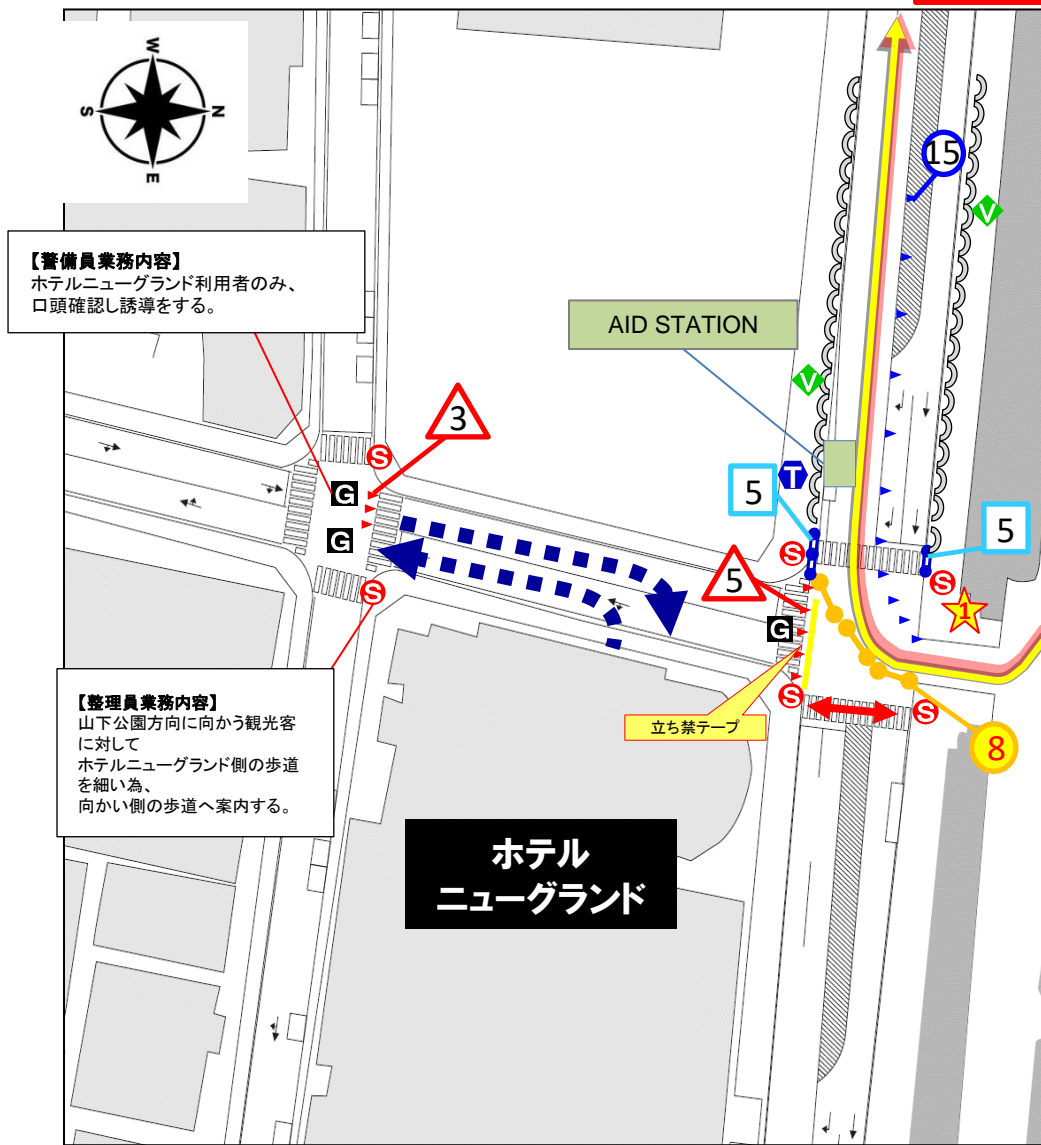 W
S
N
E
15
V
【警備員業務内容】
ホテルニューグランド利用者のみ、
口頭確認し誘導をする。
AID STATION
V
3
S
T
G
5
5
G
S
S
5
1
S
G
【整理員業務内容】
山下公園方向に向かう観光客
に対して
ホテルニューグランド側の歩道
を細い為、
向かい側の歩道へ案内する。
S
S
立ち禁テープ
8
ホテル
ニューグランド